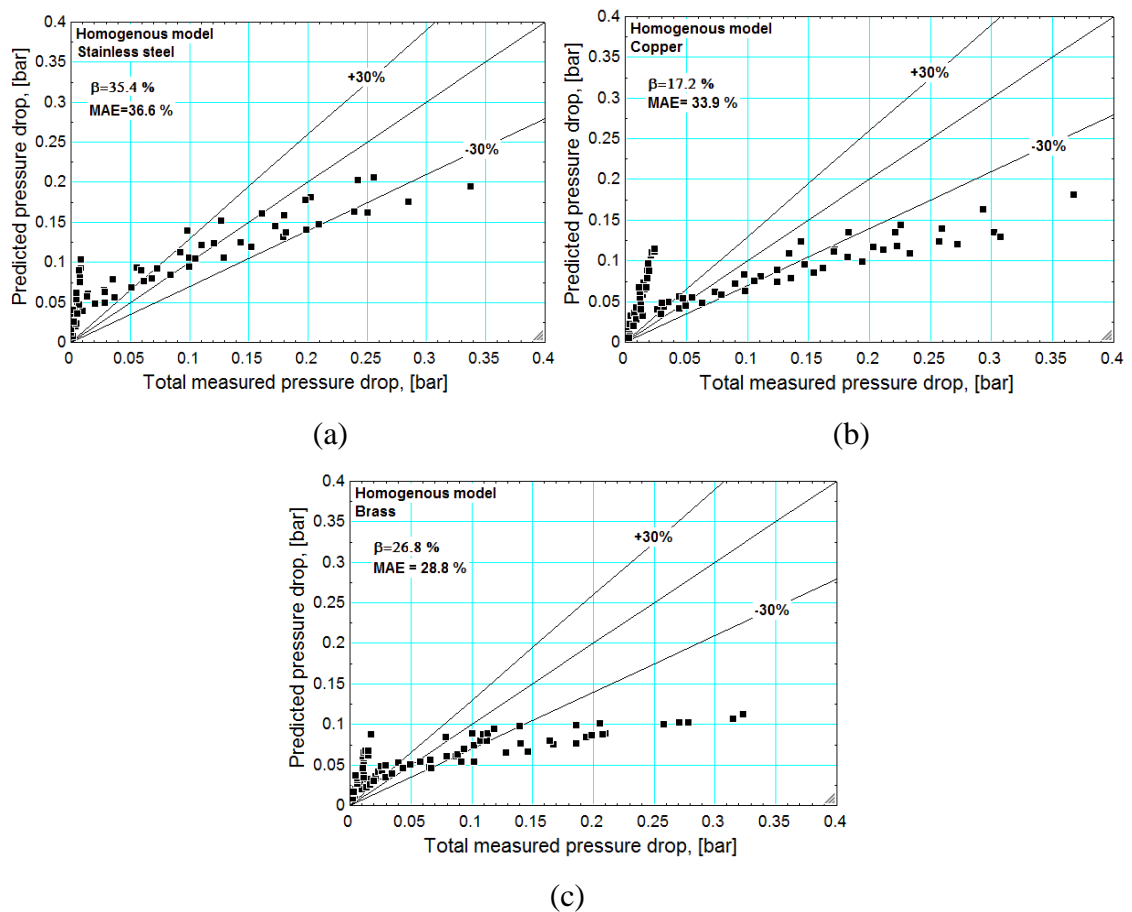 Homogenous model
Stainless steel
β=35.4 %
MAE=36.6 %
+30%
-30%
0.4
0.35
0.3
0.25
0.2
0.15
0.1
0.05
0
0 0.05 0.1 0.15 0.2 0.25 0.3 0.35 0.4
Predicted pressure drop, [bar]
Total measured pressure drop, [bar]
(a)
Homogenous model
Copper
β=17.2 %
MAE= 33.9 %
+30%
-30%
0.4
0.35
0.3
0.25
0.2
0.15
0.1
0.05
0
0 0.05 0.1 0.15 0.2 0.25 0.3 0.35 0.4
Predicted pressure drop, [bar]
Total measured pressure drop, [bar]
(b)
Homogenous model
Brass
β=26.8 %
MAE = 28.8 %
+30%
-30%
0.4
0.35
0.3
0.25
0.2
0.15
0.1
0.05
0
0 0.05 0.1 0.15 0.2 0.25 0.3 0.35 0.4
Predicted pressure drop, [bar]
Total measured pressure drop, [bar]
(c)